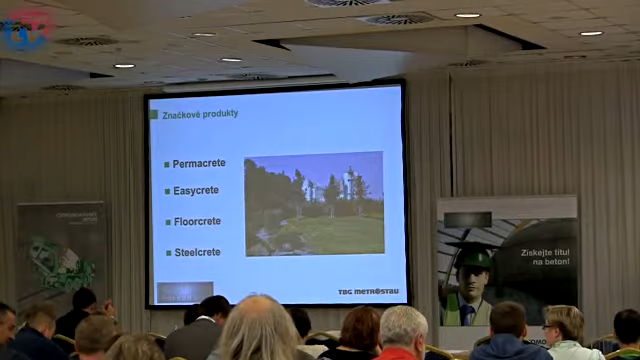 Značkové produkty
Permacrete
Easycrete
Floorcrete
Steelcrete
TBG METROSTAV
Získejte titul
na beton!